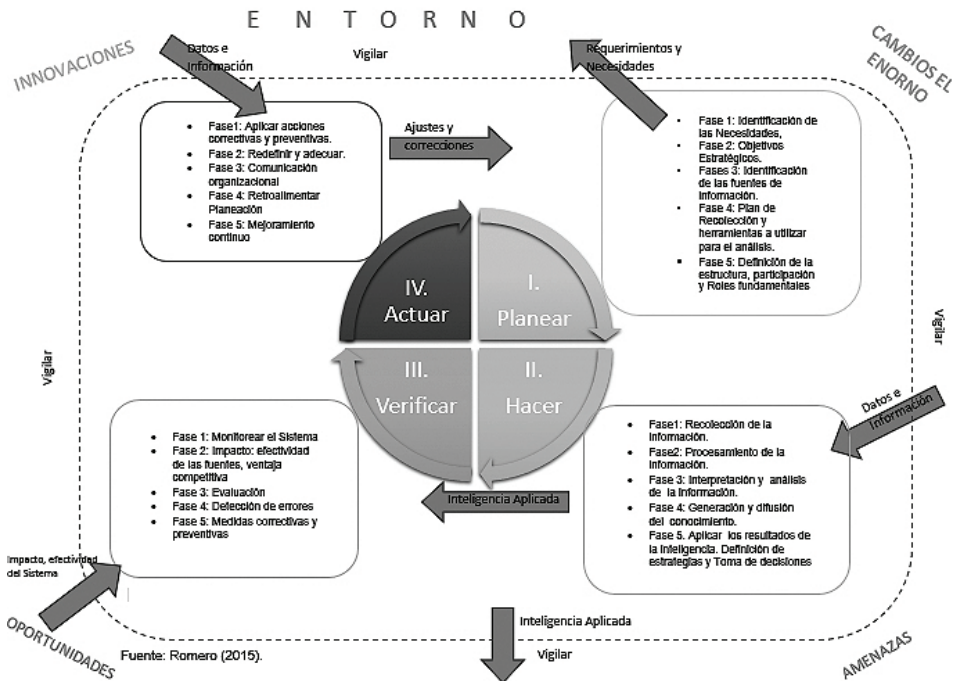 E N T O R N O
INNOVACIONES
Datos e
Información
Vigilar
Requerimientos y
Necesidades
CAMBIOS EL
ENORNO
• Fase1: Aplicar acciones
correctivas y preventivas.
• Fase 2: Redefinir y adecuar.
• Fase 3: Comunicación
organizacional
• Fase 4: Retroalimentar
Planeación
• Fase 5: Mejoramiento
continuo
Ajustes y
correcciones
• Fase 1: Identificación de
las Necesidades,
• Fase 2: Objetivos
Estratégicos.
• Fases 3: Identificación
de las fuentes de
Información.
• Fase 4: Plan de
Recolección y
herramientas a utilizar
para el análisis.
• Fase 5: Definición de la
estructura, participación
y Roles fundamentales
IV.
Actuar
I.
Planear
III.
Verificar
II.
Hacer
Vigilar
Vigilar
Datos e
Información
• Fase 1: Monitorear el Sistema
• Fase 2: Impacto: efectividad
de las fuentes, ventaja
competitiva
• Fase 3: Evaluación
• Fase 4: Detección de errores
• Fase 5: Medidas correctivas y
preventivas
• Fase1: Recolección de la
Información.
• Fase2: Procesamiento de la
Información.
• Fase 3: Interpretación y análisis
de la Información.
• Fase 4: Generación y difusión
del conocimiento.
• Fase 5. Aplicar los resultados de
la Inteligencia. Definición de
estrategias y Toma de decisiones
Inteligencia Aplicada
Impacto, efectividad
del Sistema
OPORTUNIDADES
Inteligencia Aplicada
Vigilar
AMENAZAS
Fuente: Romero (2015).